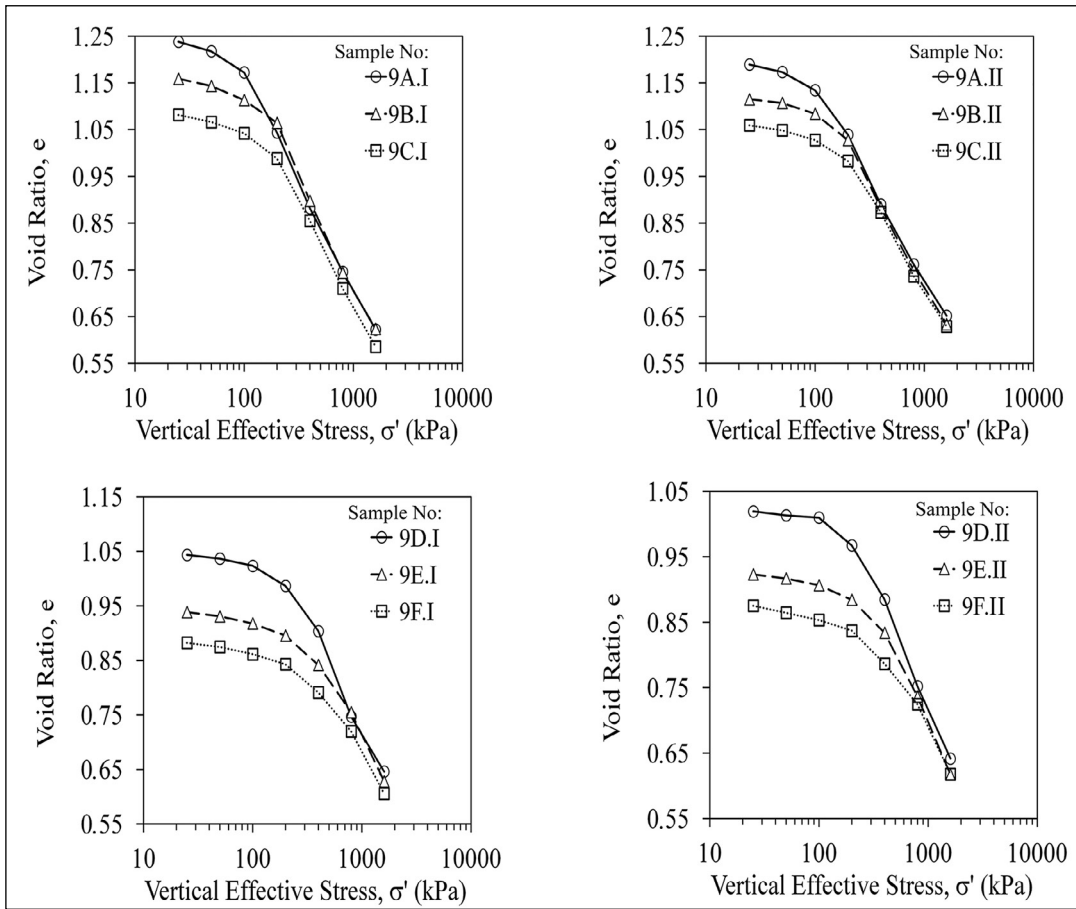 1.25
1.15
1.05
0.95
0.85
0.75
0.65
0.55
Void Ratio, e
10 100 1000 10000
Vertical Effective Stress, σ' (kPa)
Sample No:
9A.I
9B.I
9C.I
1.25
1.15
1.05
0.95
0.85
0.75
0.65
0.55
Void Ratio, e
10 100 1000 10000
Vertical Effective Stress, σ' (kPa)
Sample No:
9A.II
9B.II
9C.II
1.15
1.05
0.95
0.85
0.75
0.65
0.55
Void Ratio, e
10 100 1000 10000
Vertical Effective Stress, σ' (kPa)
Sample No:
9D.I
9E.I
9F.I
1.05
0.95
0.85
0.75
0.65
0.55
Void Ratio, e
10 100 1000 10000
Vertical Effective Stress, σ' (kPa)
Sample No:
9D.II
9E.II
9F.II